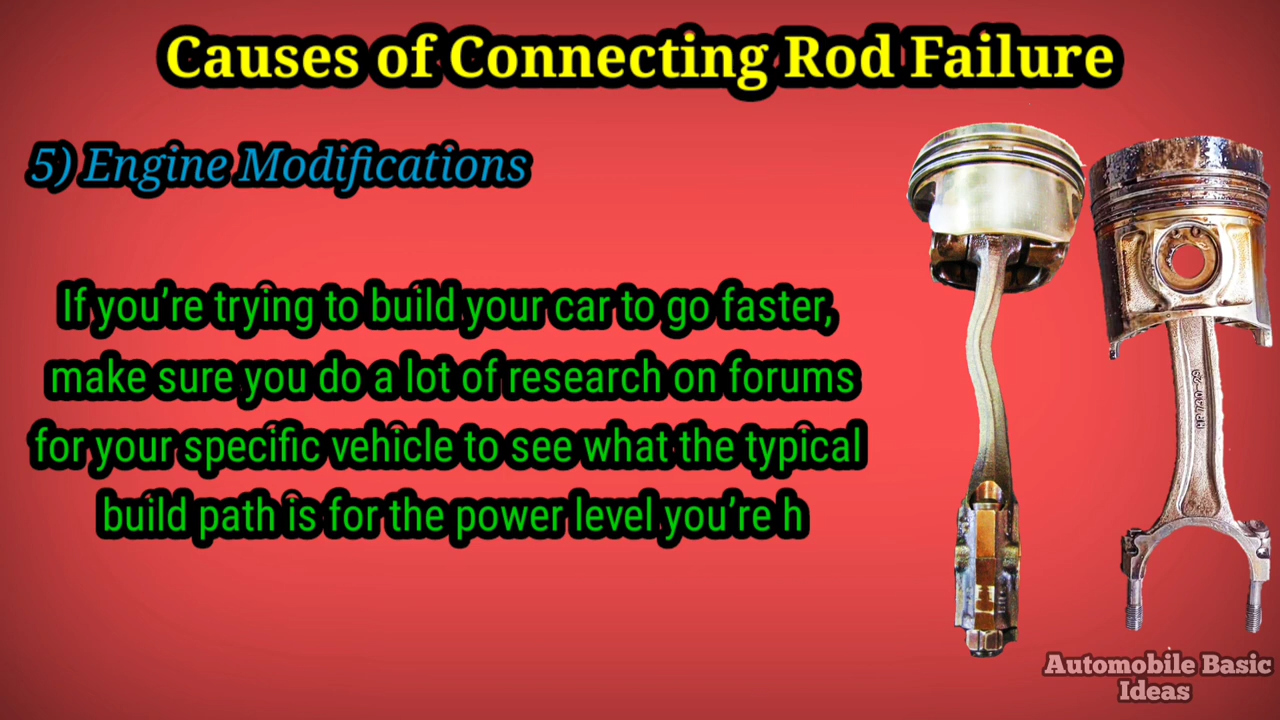 Causes of Connecting Rod Failure
5) Engine Modifications
If you’re trying to build your car to go faster,
make sure you do a lot of research on forums
for your specific vehicle to see what the typical
build path is for the power level you’re h
Automobile Basic
Ideas